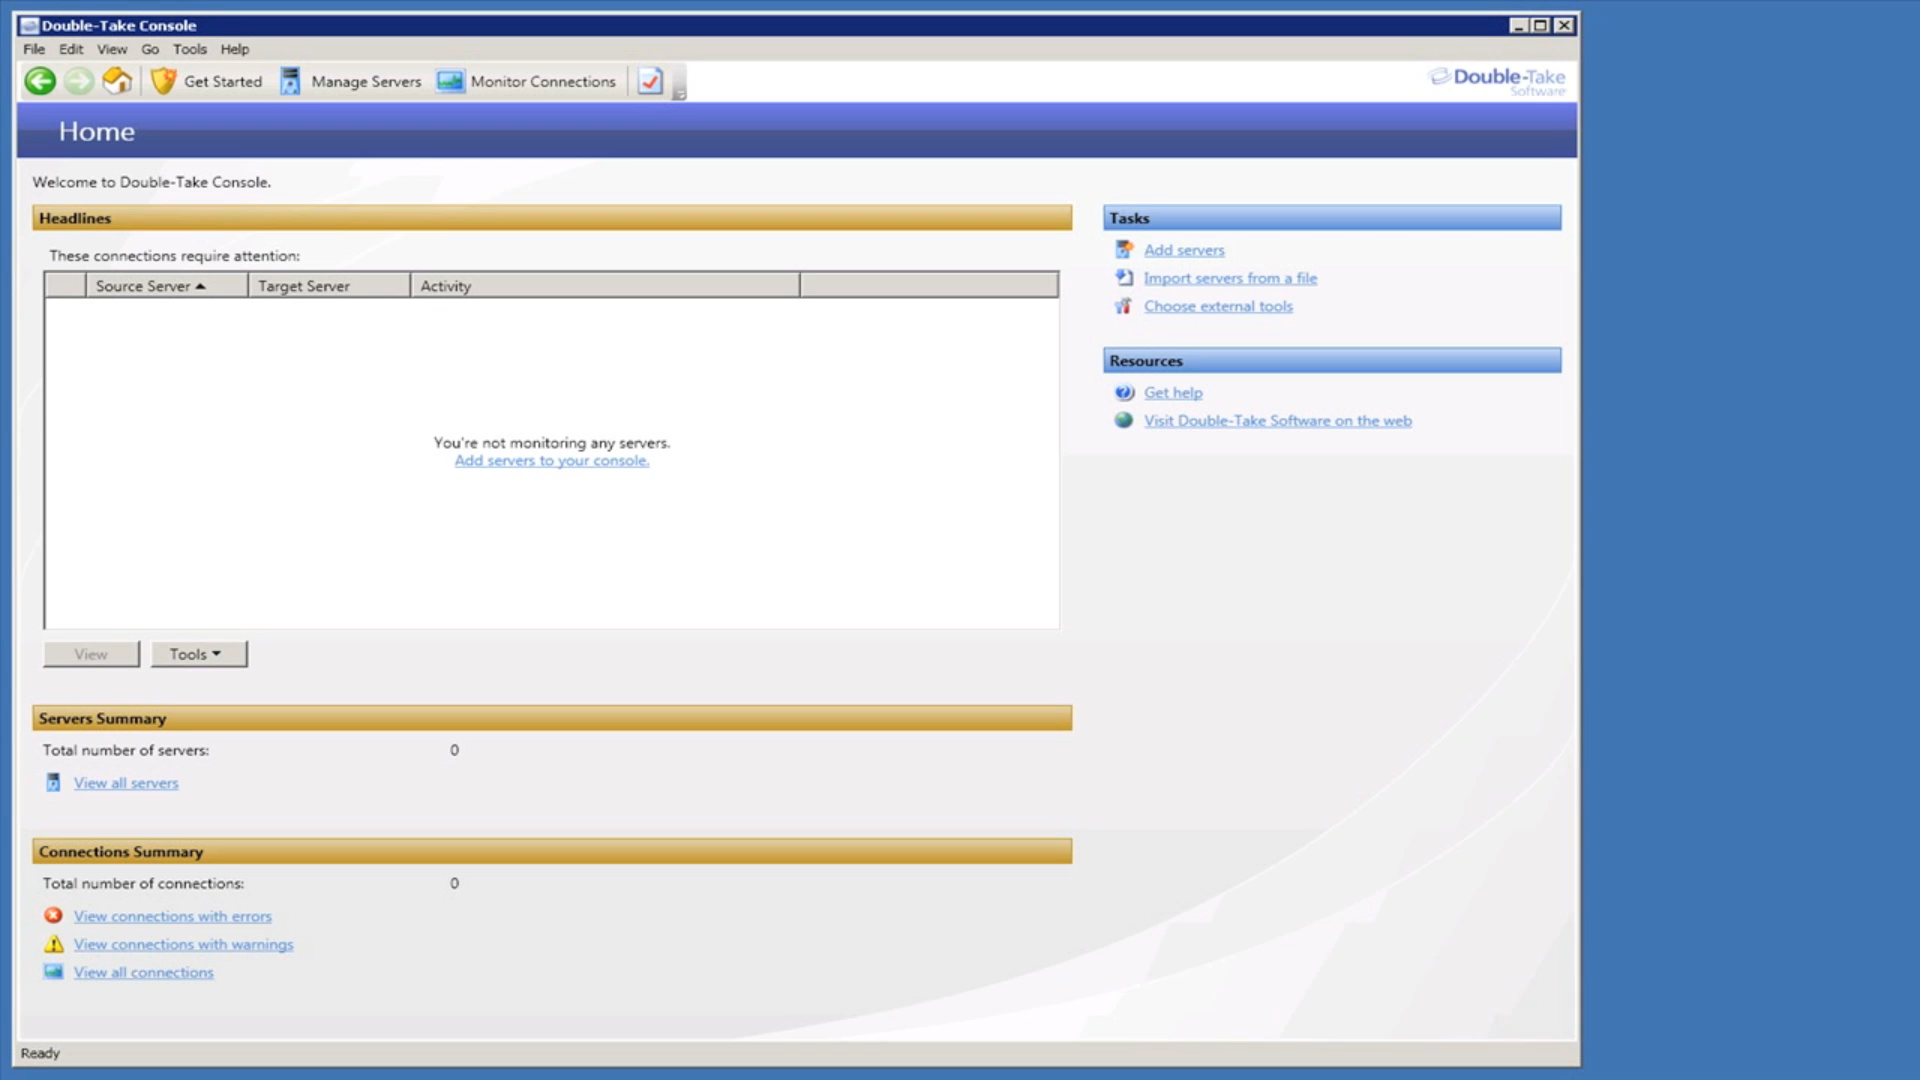 Double-Take Console
File Edit View Go Tools Help
Get Started Manage Servers Monitor Connections
Double-Take
Software
Home
Welcome to Double-Take Console.
Headlines
These connections require attention:
Source Server Target Server Activity
You're not monitoring any servers.
Add servers to your console.
View Tools
Servers Summary
Total number of servers: 0
View all servers
Connections Summary
Total number of connections: 0
View connections with errors
View connections with warnings
View all connections
Tasks
Add servers
Import servers from a file
Choose external tools
Resources
Get help
Visit Double-Take Software on the web
Ready